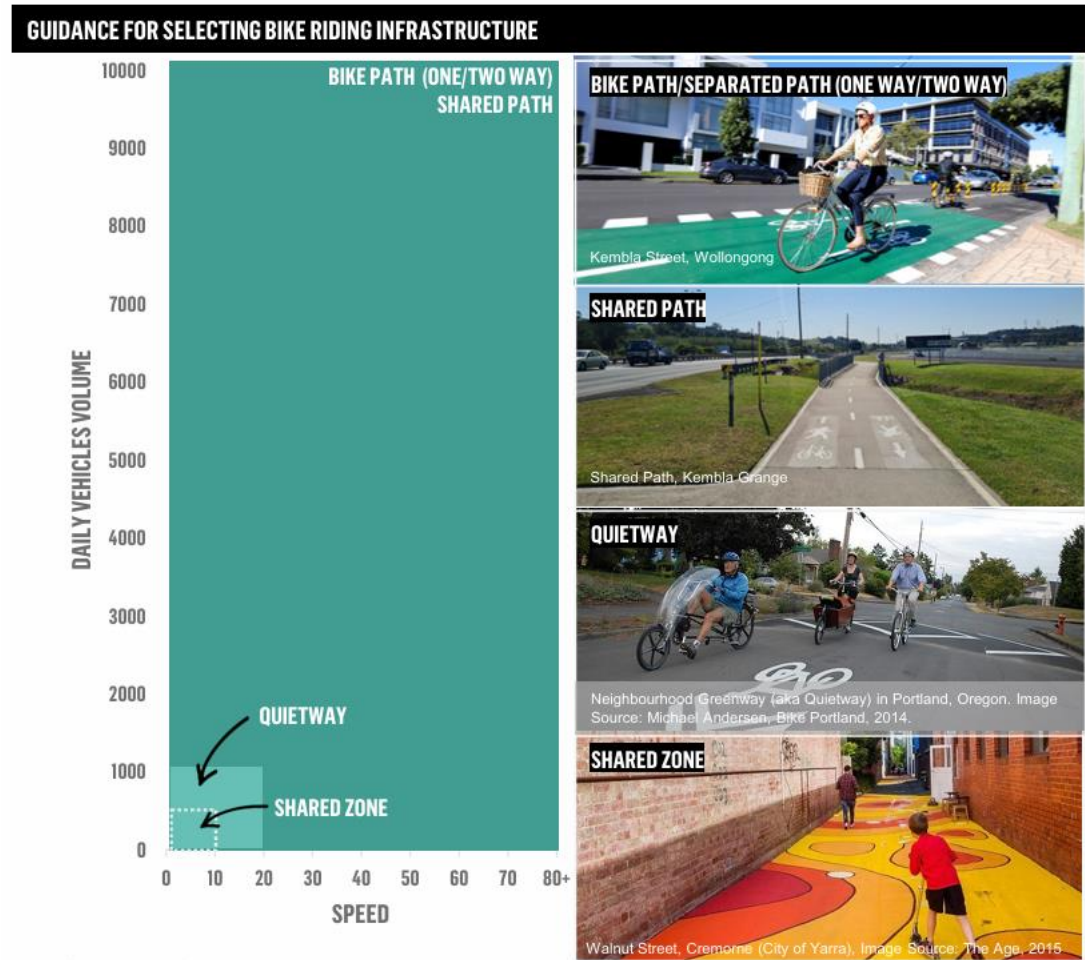 GUIDANCE FOR SELECTING BIKE RIDING INFRASTRUCTURE
10000
9000
8000
7000
6000
5000
4000
3000
2000
1000
0
DAILY VEHICLES VOLUME
BIKE PATH (ONE/TWO WAY)
SHARED PATH
QUIETWAY
SHARED ZONE
0 10 20 30 40 50 60 70 80+
SPEED
BIKE PATH/SEPARATED PATH (ONE WAY/TWO WAY)
Kembla Street, Wollongong
SHARED PATH
Shared Path, Kembla Grange
QUIETWAY
Neighbourhood Greenway (aka Quietway) in Portland, Oregon. Image
Source: Michael Andersen, Bike Portland, 2014.
SHARED ZONE
Walnut Street, Cremorne (City of Yarra), Image Source: The Age, 2015